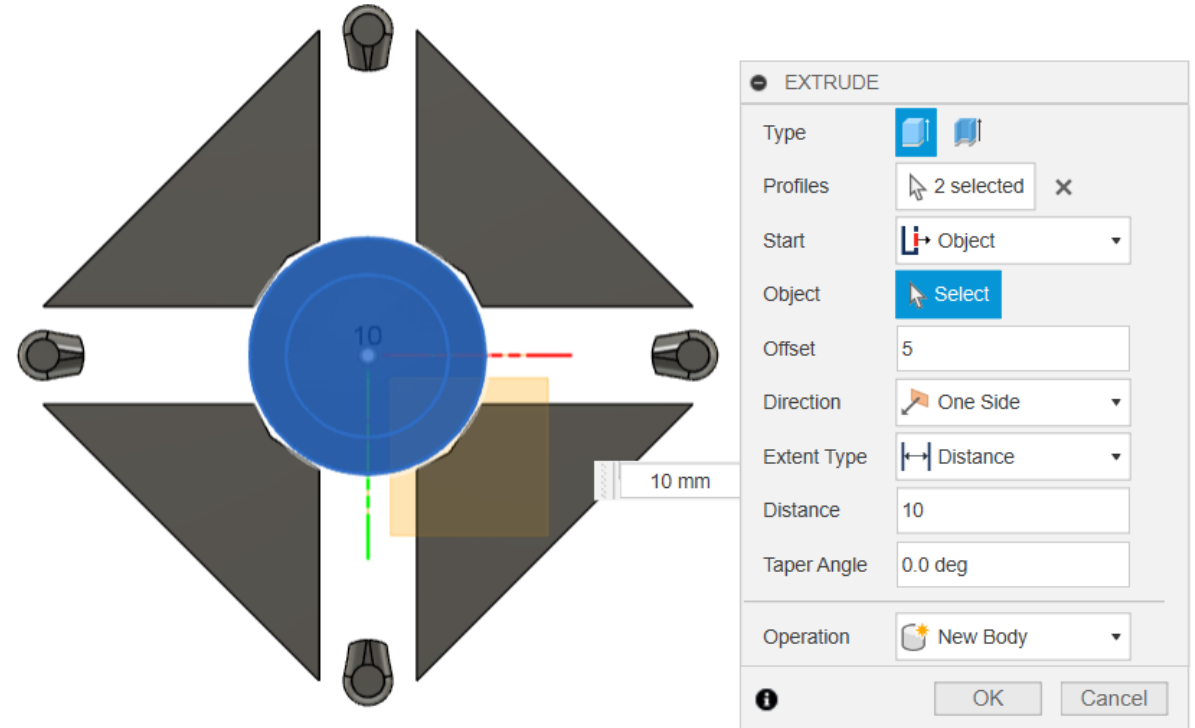 EXTRUDE
Type
Profiles 2 selected
Start Object
Object Select
Offset 5
Direction One Side
Extent Type Distance
Distance 10
Taper Angle 0.0 deg
Operation New Body
OK Cancel
10
10 mm